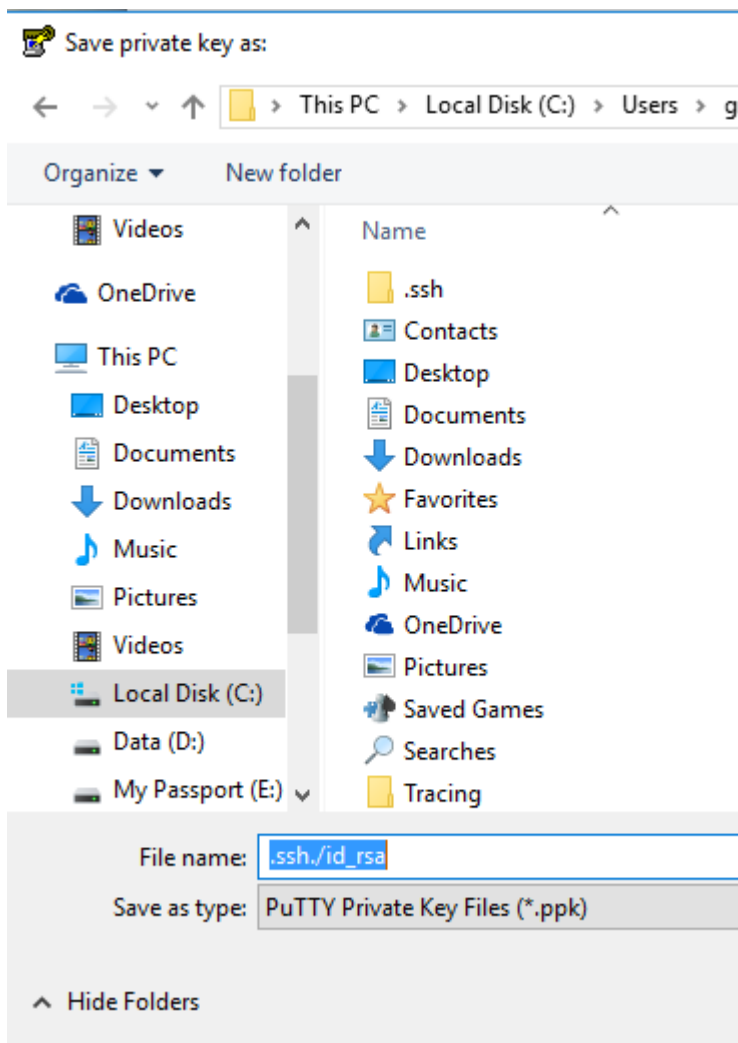 Save private key as:
This PC > Local Disk (C:) > Users > g
Organize
New folder
Videos
OneDrive
This PC
Desktop
Documents
Downloads
Music
Pictures
Videos
Local Disk (C:)
Data (D:)
My Passport (E:)
Name
.ssh
Contacts
Desktop
Documents
Downloads
Favorites
Links
Music
OneDrive
Pictures
Saved Games
Searches
Tracing
File name: .ssh./id_rsa
Save as type: PuTTY Private Key Files (*.ppk)
Hide Folders